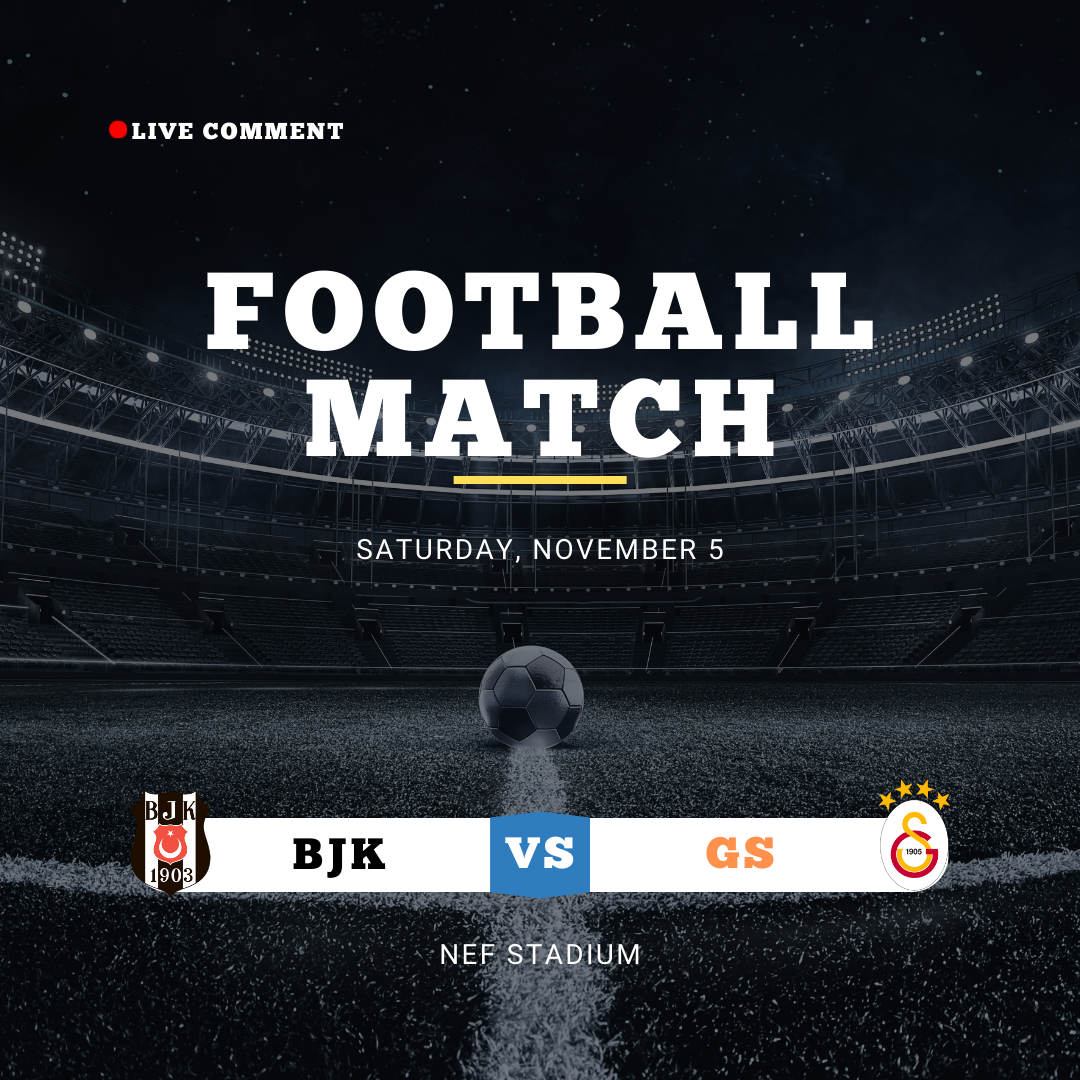 LIVE COMMENT
FOOTBALL
MATCH
SATURDAY, NOVEMBER 5
BJK
1903
BJK
VS
GS
1905
NEF STADIUM